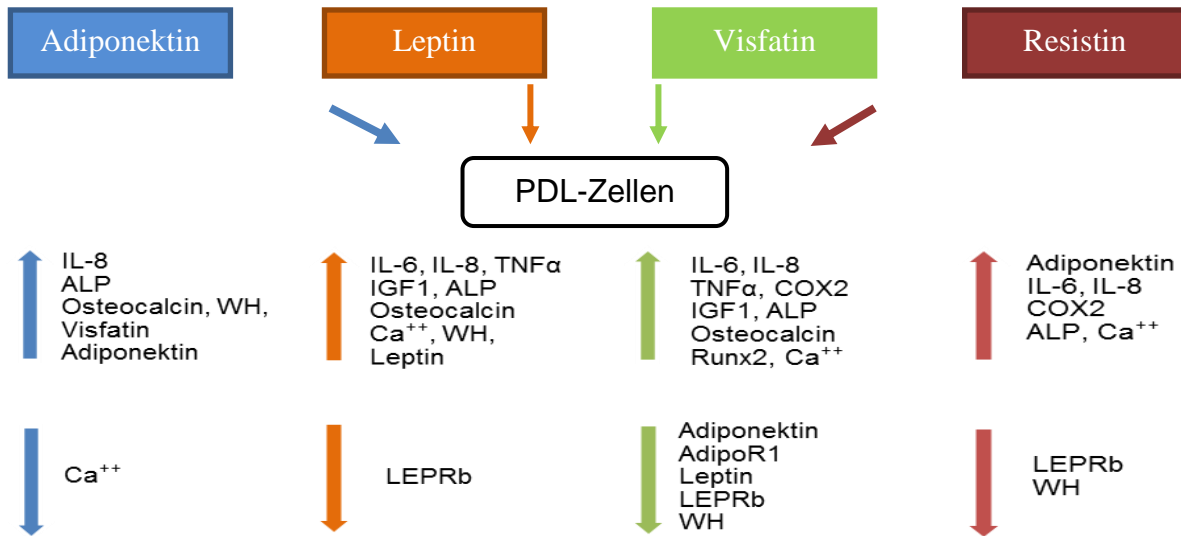 Adiponektin
Leptin
Visfatin
Resistin
PDL-Zellen
IL-8
ALP
Osteocalcin, WH,
Visfatin
Adiponektin
IL-6, IL-8, TNFα
IGF1, ALP
Osteocalcin
Ca⁺⁺, WH,
Leptin
IL-6, IL-8
TNFα, COX2
IGF1, ALP
Osteocalcin
Runx2, Ca⁺⁺
Adiponektin
IL-6, IL-8
COX2
ALP, Ca⁺⁺
Ca⁺⁺
LEPRb
Adiponektin
AdipoR1
Leptin
LEPRb
WH
LEPRb
WH